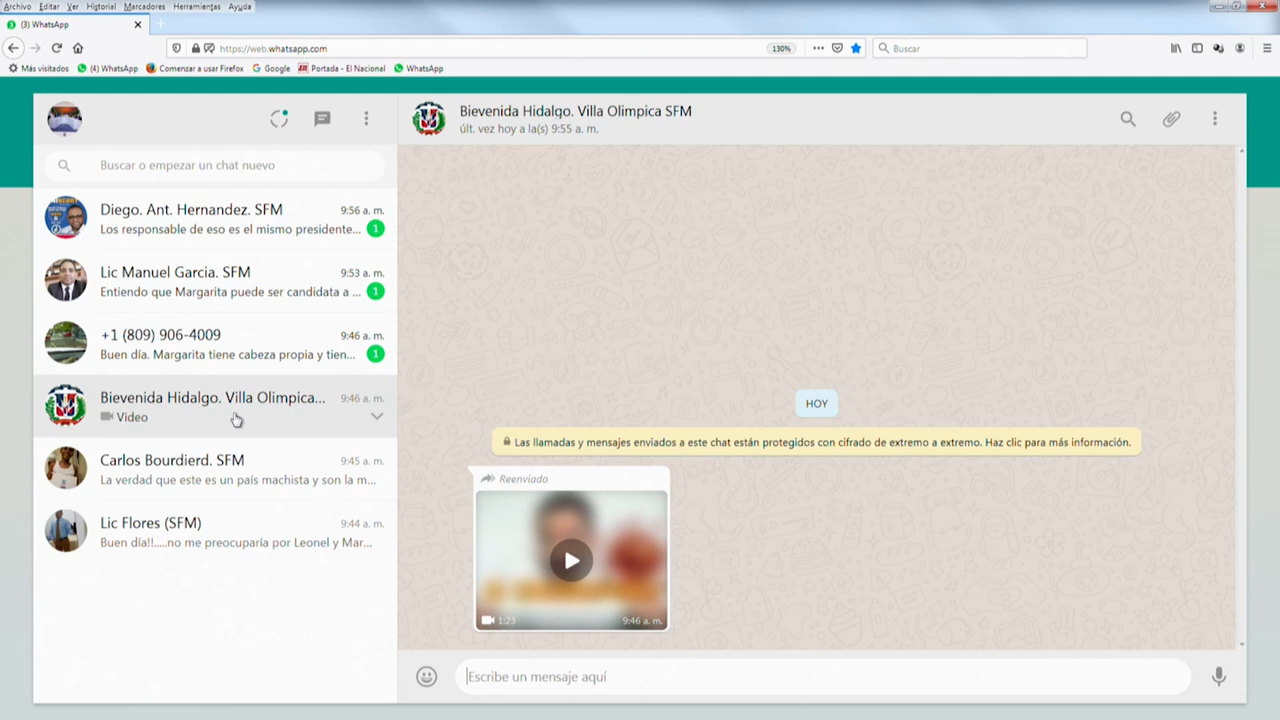 Archivo Editar Ver Historial Marcadores Herramientas Ayuda
(3) WhatsApp
https://web.whatsapp.com
130%
Buscar
Más visitados (4) WhatsApp Comenzar a usar Firefox Google Portada - El Nacional WhatsApp
Buscar o empezar un chat nuevo
Diego. Ant. Hernandez. SFM 9:56 a. m.
Los responsable de eso es el mismo presidente... 1
Lic Manuel Garcia. SFM 9:53 a. m.
Entiendo que Margarita puede ser candidata a ... 1
+1 (809) 906-4009 9:46 a. m.
Buen día. Margarita tiene cabeza propia y tien... 1
Bievenida Hidalgo. Villa Olimpica... 9:46 a. m.
Video
Carlos Bourdierd. SFM 9:45 a. m.
La verdad que este es un país machista y son la m...
Lic Flores (SFM) 9:44 a. m.
Buen día!!.....no me preocuparía por Leonel y Mar...
Bievenida Hidalgo. Villa Olimpica SFM
últ. vez hoy a la(s) 9:55 a. m.
HOY
Las llamadas y mensajes enviados a este chat están protegidos con cifrado de extremo a extremo. Haz clic para más información.
Reenviado
1:23 9:46 a. m.
Escribe un mensaje aquí